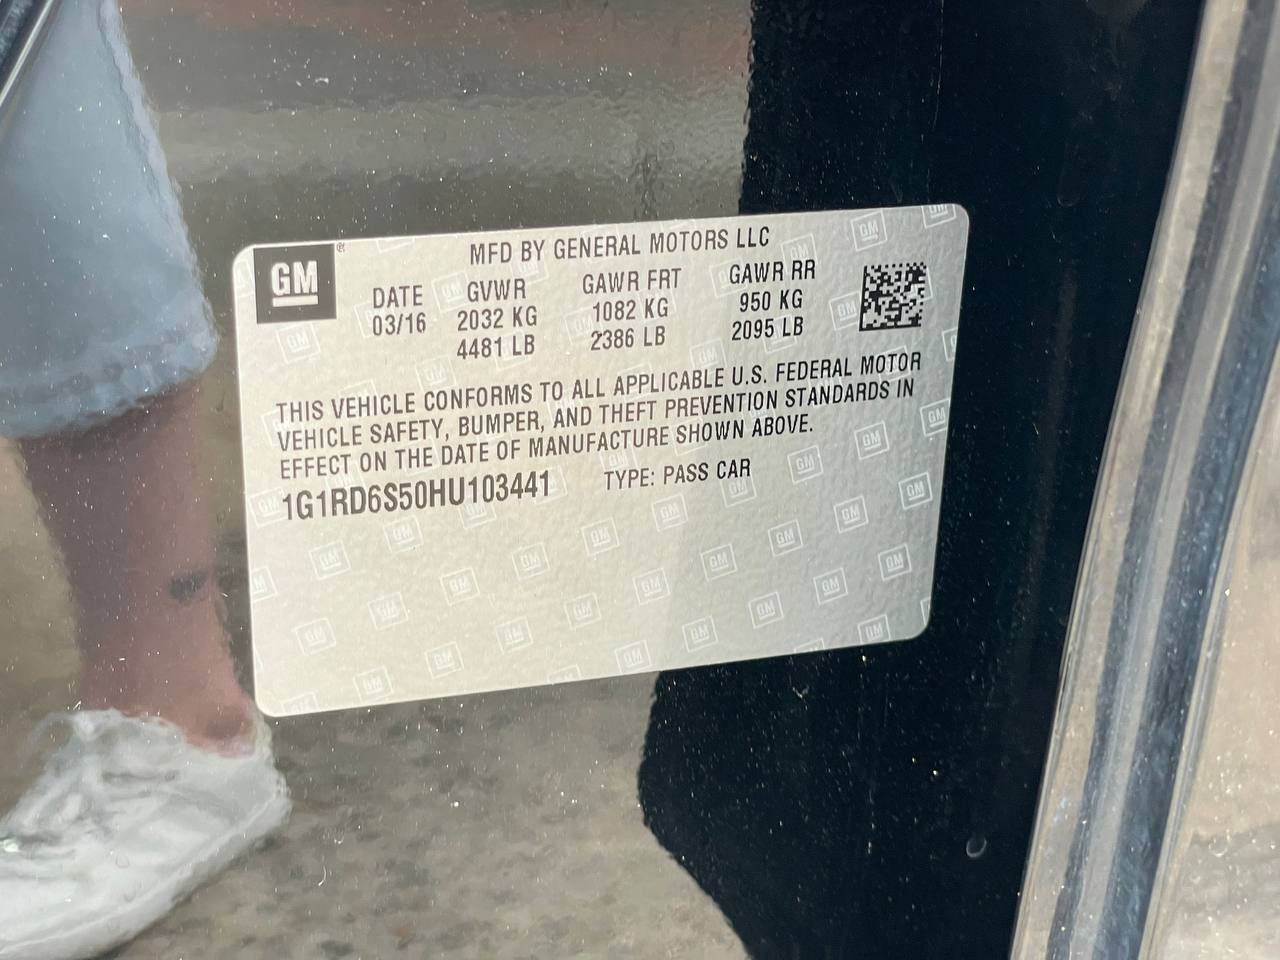 GM ®
MFD BY GENERAL MOTORS LLC
DATE GVWR GAWR FRT GAWR RR
03/16 2032 KG 1082 KG 950 KG
4481 LB 2386 LB 2095 LB
THIS VEHICLE CONFORMS TO ALL APPLICABLE U.S. FEDERAL MOTOR
VEHICLE SAFETY, BUMPER, AND THEFT PREVENTION STANDARDS IN
EFFECT ON THE DATE OF MANUFACTURE SHOWN ABOVE.
1G1RD6S50HU103441 TYPE: PASS CAR